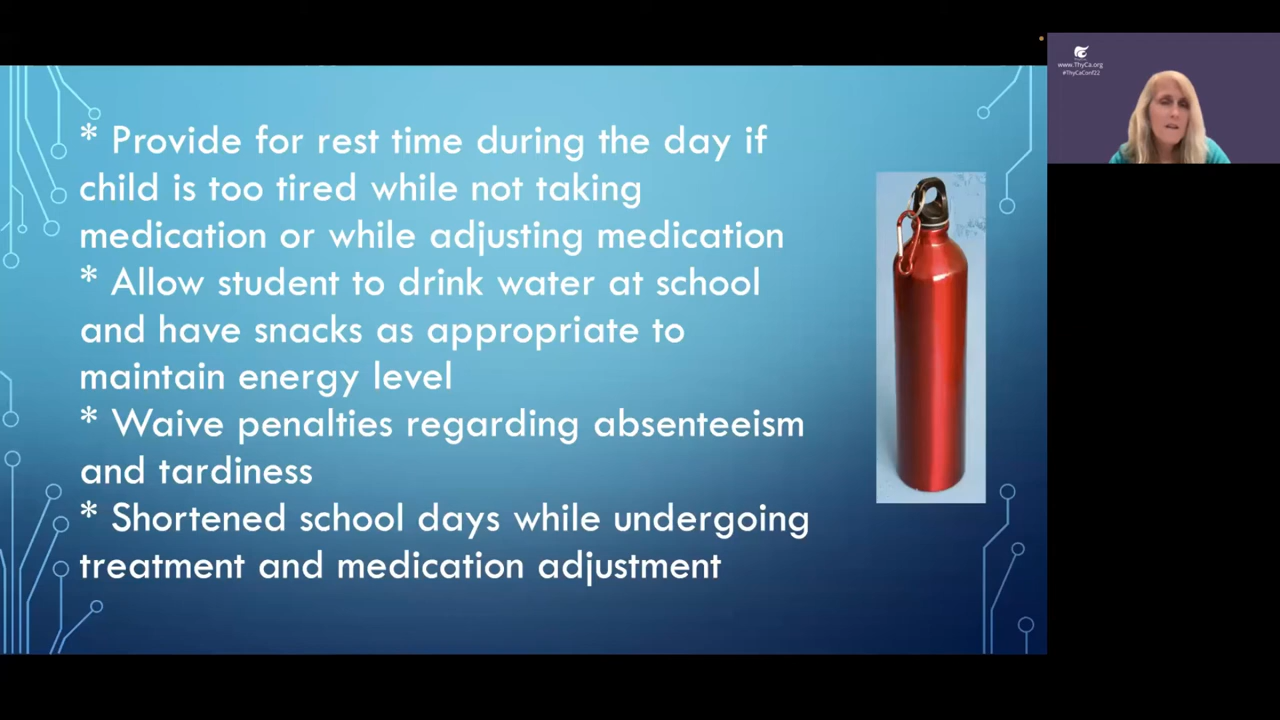 * Provide for rest time during the day if
child is too tired while not taking
medication or while adjusting medication
* Allow student to drink water at school
and have snacks as appropriate to
maintain energy level
* Waive penalties regarding absenteeism
and tardiness
* Shortened school days while undergoing
treatment and medication adjustment
www.ThyCa.org
#ThyCaConf22